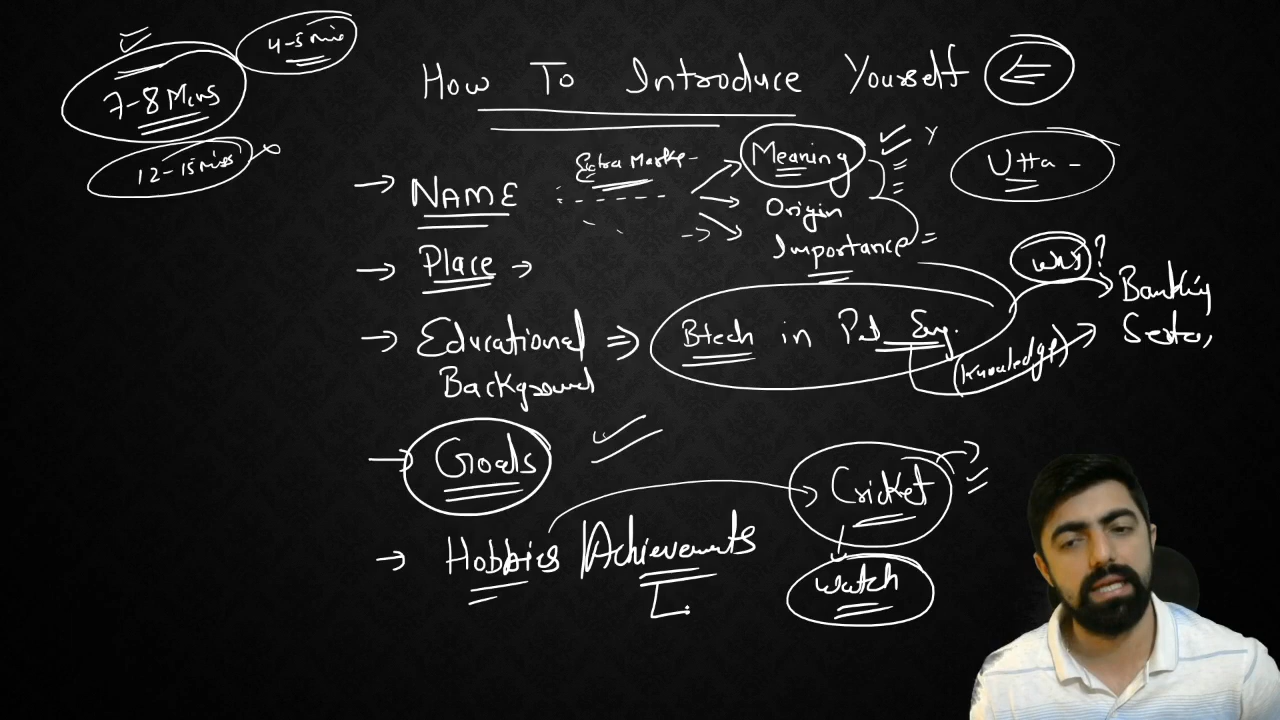 4-5 Min
7-8 Mins
12-15 Mins
How To Introduce Yourself
Extra Marks
Meaning
Y
Utta -
NAME
Origin
Importance
Place
Why?
Banking
Sector,
Educational
Background
Btech in Pet Eng.
Knowledge
Goals
Cricket
Hobbies / Achievements
Watch